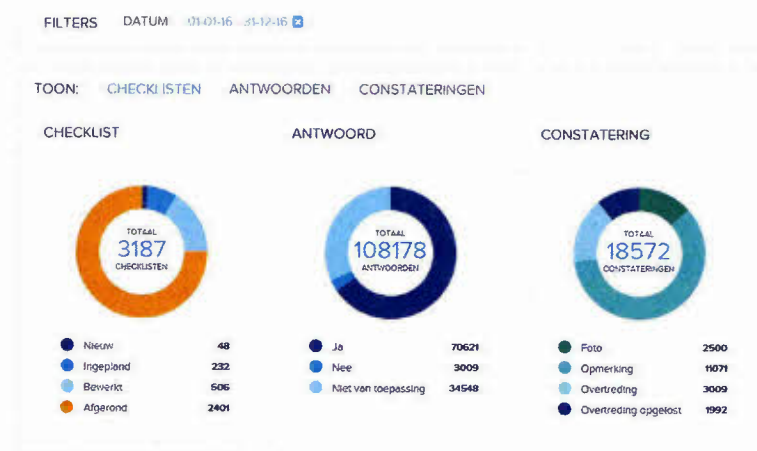 FILTERS DATUM 01-01-16 31-12-16
TOON: CHECKLISTEN ANTWOORDEN CONSTATERINGEN
CHECKLIST
TOTAAL
3187
CHECKLISTEN
Nieuw 48
Ingepland 232
Bewerkt 506
Afgerond 2401
ANTWOORD
TOTAAL
108178
ANTWOORDEN
Ja 70621
Nee 3009
Niet van toepassing 34548
CONSTATERING
TOTAAL
18572
CONSTATERINGEN
Foto 2500
Opmerking 11071
Overtreding 3009
Overtreding opgelost 1992